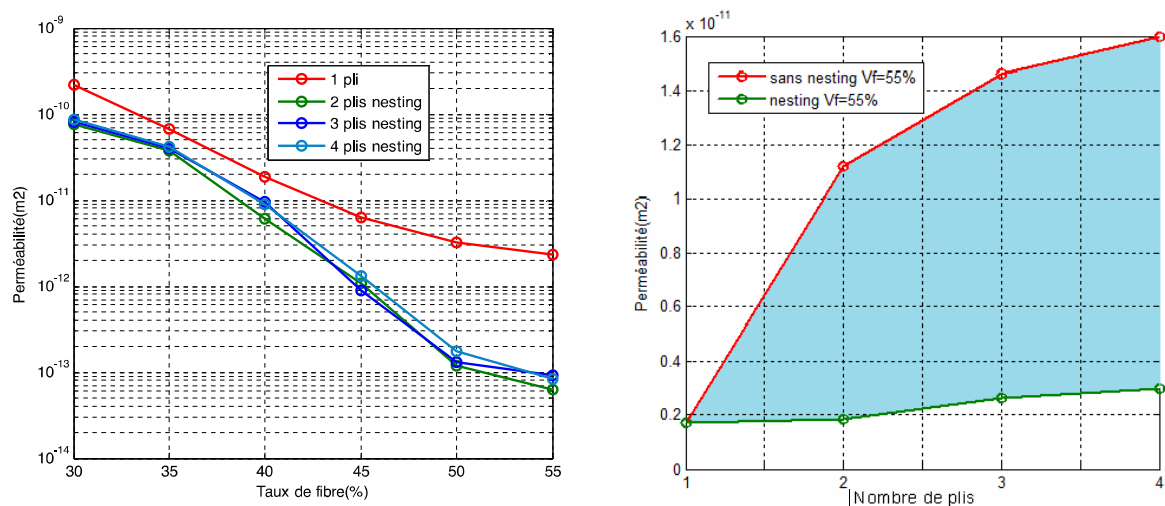 10^-9
10^-10
10^-11
10^-12
10^-13
10^-14
Perméabilité(m2)
1 pli
2 plis nesting
3 plis nesting
4 plis nesting
30 35 40 45 50 55
Taux de fibre(%)
x 10^-11
1.6
1.4
1.2
1
0.8
0.6
0.4
0.2
0
Perméabilité(m2)
sans nesting Vf=55%
nesting Vf=55%
1 2 3 4
Nombre de plis